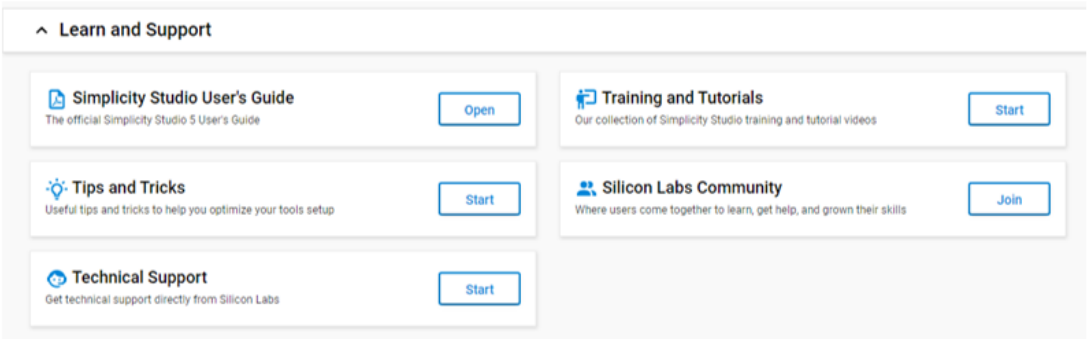 Learn and Support
Simplicity Studio User's Guide
The official Simplicity Studio 5 User's Guide
Open
Training and Tutorials
Our collection of Simplicity Studio training and tutorial videos
Start
Tips and Tricks
Useful tips and tricks to help you optimize your tools setup
Start
Silicon Labs Community
Where users come together to learn, get help, and grown their skills
Join
Technical Support
Get technical support directly from Silicon Labs
Start